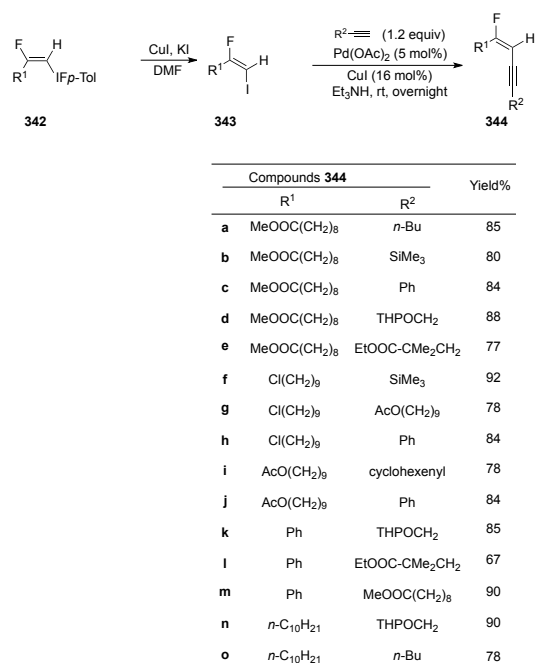 F
H
R1
IFp-Tol
342
CuI, KI
DMF
F
H
R1
I
343
R2 (1.2 equiv)
Pd(OAc)2 (5 mol%)
CuI (16 mol%)
Et3NH, rt, overnight
F
H
R1
R2
344
Compounds 344 Yield%
R1 R2
a MeOOC(CH2)8 n-Bu 85
b MeOOC(CH2)8 SiMe3 80
c MeOOC(CH2)8 Ph 84
d MeOOC(CH2)8 THPOCH2 88
e MeOOC(CH2)8 EtOOC-CMe2CH2 77
f Cl(CH2)9 SiMe3 92
g Cl(CH2)9 AcO(CH2)9 78
h Cl(CH2)9 Ph 84
i AcO(CH2)9 cyclohexenyl 78
j AcO(CH2)9 Ph 84
k Ph THPOCH2 85
l Ph EtOOC-CMe2CH2 67
m Ph MeOOC(CH2)8 90
n n-C10H21 THPOCH2 90
o n-C10H21 n-Bu 78